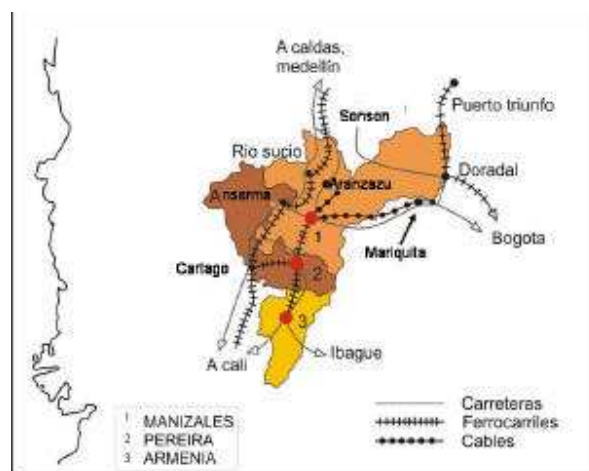 A caldas,
medellín
Sonson
Puerto triunfo
Rio sucio
Aranzazu
Doradal
Anserma
1
Bogota
Mariquita
Cartago
2
3
A cali
Ibague
1 MANIZALES
2 PEREIRA
3 ARMENIA
Carreteras
Ferrocarriles
Cables